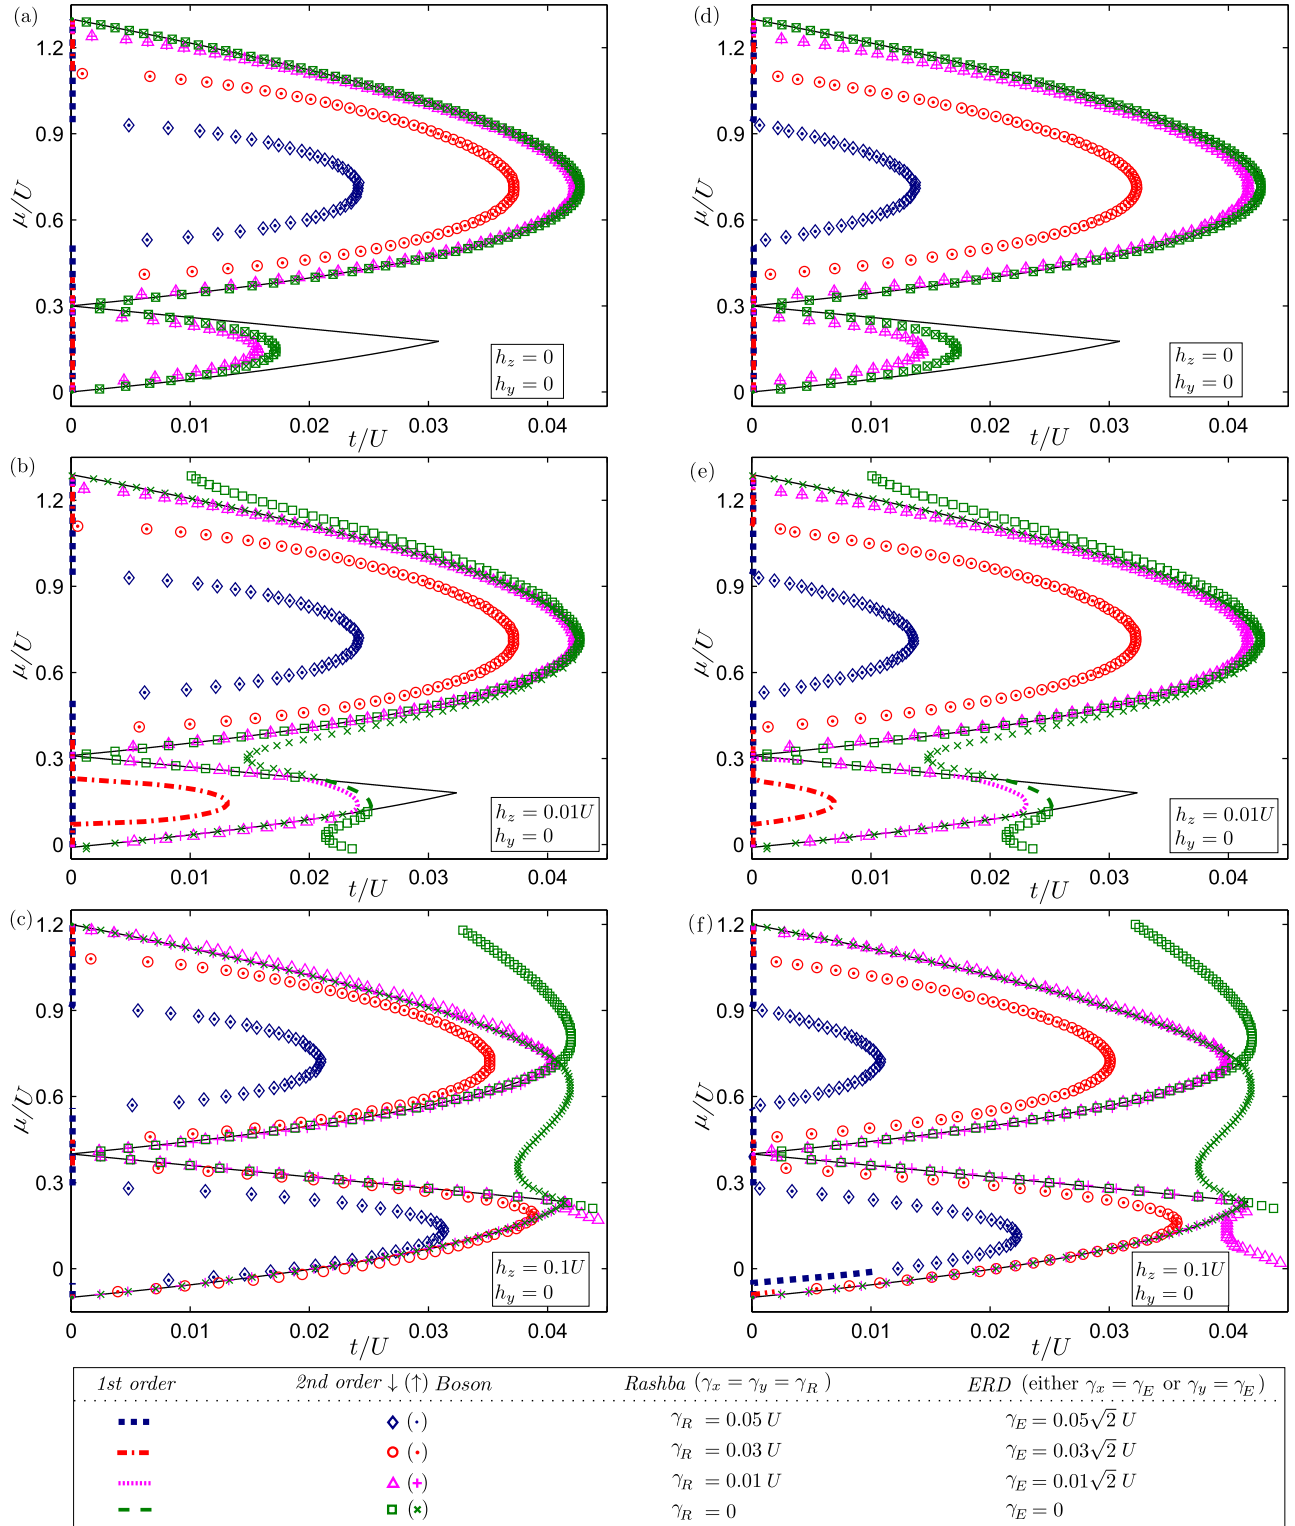 (a)
1.2
0.9
0.6
0.3
0
μ/U
h_z = 0
h_y = 0
0 0.01 0.02 0.03 0.04
t/U
(d)
1.2
0.9
0.6
0.3
0
μ/U
h_z = 0
h_y = 0
0 0.01 0.02 0.03 0.04
t/U
(b)
1.2
0.9
0.6
0.3
0
μ/U
h_z = 0.01U
h_y = 0
0 0.01 0.02 0.03 0.04
t/U
(e)
1.2
0.9
0.6
0.3
0
μ/U
h_z = 0.01U
h_y = 0
0 0.01 0.02 0.03 0.04
t/U
(c)
1.2
0.9
0.6
0.3
0
μ/U
h_z = 0.1U
h_y = 0
0 0.01 0.02 0.03 0.04
t/U
(f)
1.2
0.9
0.6
0.3
0
μ/U
h_z = 0.1U
h_y = 0
0 0.01 0.02 0.03 0.04
t/U
1st order 2nd order ↓ (↑) Boson Rashba (γ_x = γ_y = γ_R) ERD (either γ_x = γ_E or γ_y = γ_E)
(·) γ_R = 0.05 U γ_E = 0.05√2 U
(·) γ_R = 0.03 U γ_E = 0.03√2 U
(+) γ_R = 0.01 U γ_E = 0.01√2 U
(×) γ_R = 0 γ_E = 0